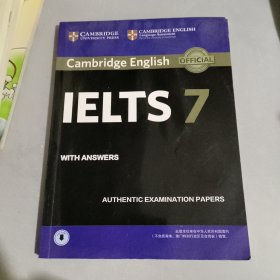 CAMBRIDGE
UNIVERSITY PRESS
CAMBRIDGE ENGLISH
Language Assessment
Cambridge English
OFFICIAL
IELTS 7
WITH ANSWERS
AUTHENTIC EXAMINATION PAPERS